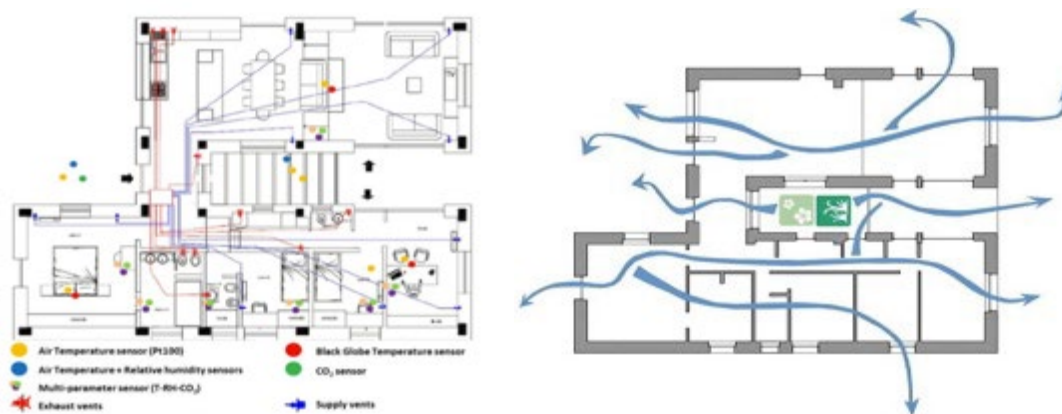 Air Temperature sensor (Pt100)
Air Temperature + Relative humidity sensors
Multi-parameter sensor (T-RH-CO₂)
Exhaust vents
Black Globe Temperature sensor
CO₂ sensor
Supply vents